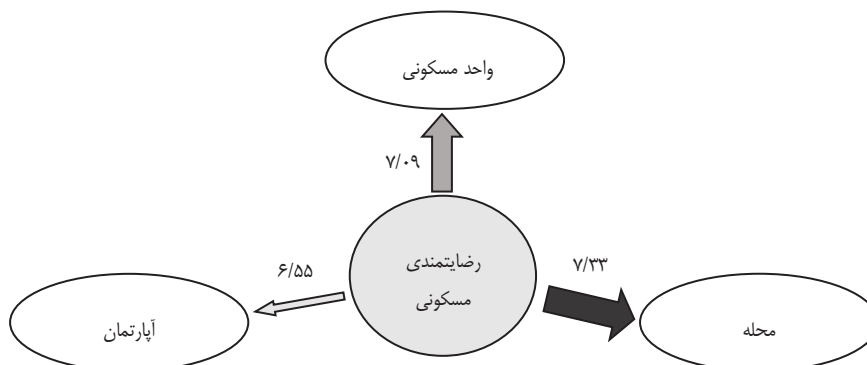 واحد مسکونی
۷/۰۹
رضایتمندی
مسکونی
۷/۳۳
محله
۶/۵۵
آپارتمان